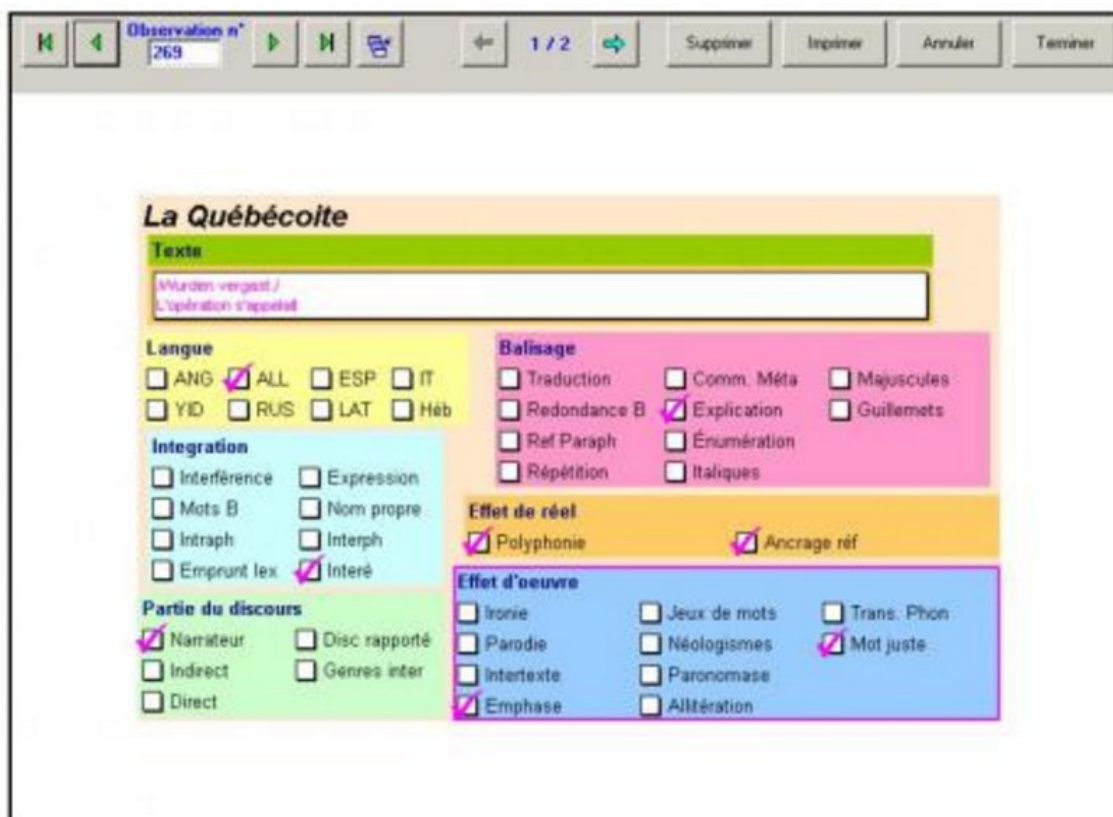 Observation n°
269
1 / 2
Supprimer
Imprimer
Annuler
Terminer
La Québécoite
Texte
/Wurden vergast /
L'opération s'appelait
Langue
ANG ALL ESP IT
YID RUS LAT Héb
Balisage
Traduction Comm. Méta Majuscules
Redondance B Explication Guillemets
Ref Paraph Énumération
Répétition Italiques
Integration
Interférence Expression
Mots B Nom propre
Intraph Interph
Emprunt lex Interé
Effet de réel
Polyphonie Ancrage réf
Partie du discours
Narrateur Disc rapporté
Indirect Genres inter
Direct
Effet d'oeuvre
Ironie Jeux de mots Trans. Phon
Parodie Néologismes Mot juste
Intertexte Paronomase
Emphase Allitération